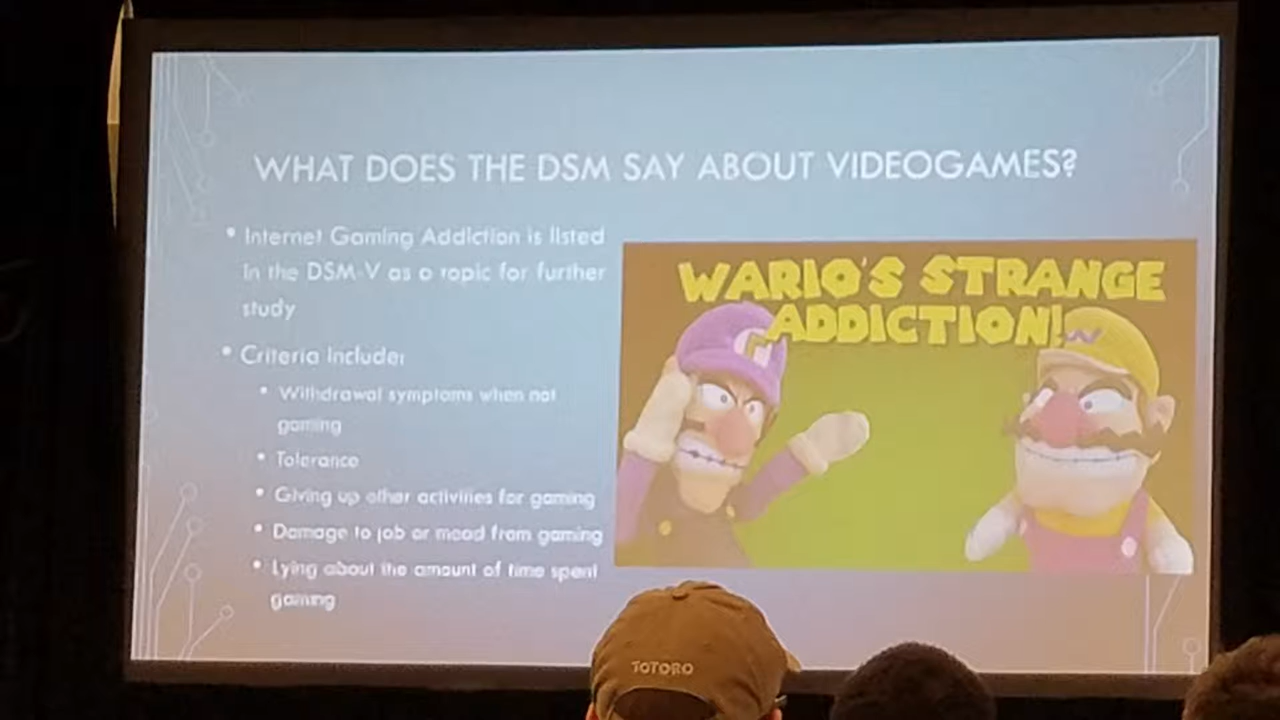 WHAT DOES THE DSM SAY ABOUT VIDEOGAMES?
• Internet Gaming Addiction is listed
in the DSM-V as a topic for further
study
• Criteria Include:
• Withdrawal symptoms when not
gaming
• Tolerance
• Giving up other activities for gaming
• Damage to job or mood from gaming
• Lying about the amount of time spent
gaming
WARIO'S STRANGE
ADDICTION!
TOTORO